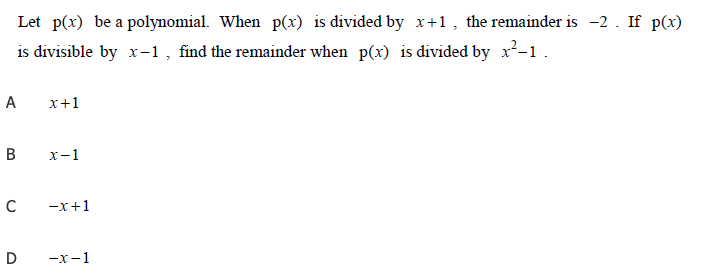 Let p(x) be a polynomial. When p(x) is divided by x+1 , the remainder is −2 . If p(x)
is divisible by x−1 , find the remainder when p(x) is divided by x²−1 .
A x+1
B x−1
C −x+1
D −x−1